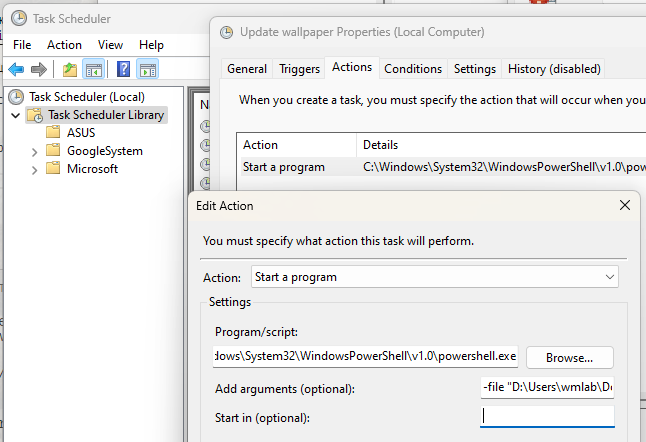 Task Scheduler
File Action View Help
Task Scheduler (Local)
Task Scheduler Library
ASUS
GoogleSystem
Microsoft
Update wallpaper Properties (Local Computer)
General Triggers Actions Conditions Settings History (disabled)
When you create a task, you must specify the action that will occur when you
Action Details
Start a program C:\Windows\System32\WindowsPowerShell\v1.0\pow
Edit Action
You must specify what action this task will perform.
Action: Start a program
Settings
Program/script:
dows\System32\WindowsPowerShell\v1.0\powershell.exe Browse...
Add arguments (optional): -file "D:\Users\wmlab\D
Start in (optional):